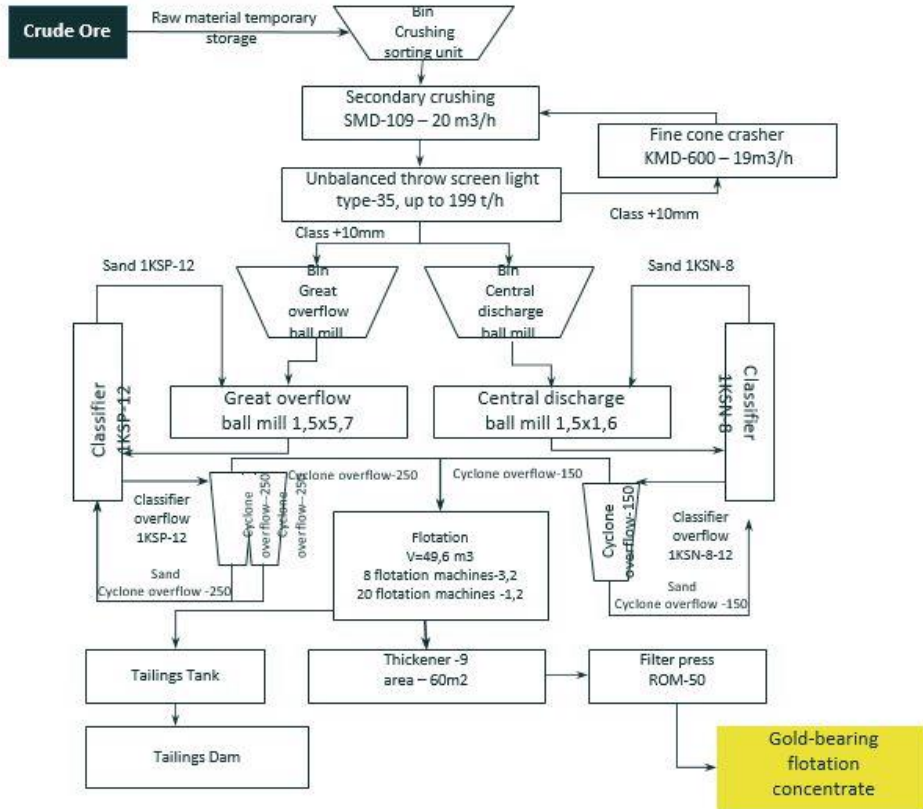 Crude Ore
Raw material temporary
storage
Bin
Crushing
sorting unit
Secondary crushing
SMD-109 – 20 m3/h
Fine cone crasher
KMD-600 – 19m3/h
Unbalanced throw screen light
type-35, up to 199 t/h
Class +10mm
Class +10mm
Sand 1KSP-12
Bin
Great
overflow
ball mill
Bin
Central
discharge
ball mill
Sand 1KSN-8
Classifier
1KSP-12
Great overflow
ball mill 1,5x5,7
Central discharge
ball mill 1,5x1,6
Classifier
1KSN-8
Cyclone overflow-250
Cyclone overflow-150
Classifier
overflow
1KSP-12
Cyclone
overflow--250
Cyclone
overflow--250
Flotation
V=49,6 m3
8 flotation machines-3,2
20 flotation machines -1,2
Cyclone
overflow-150
Classifier
overflow
1KSN-8-12
Sand
Cyclone overflow -250
Sand
Cyclone overflow -150
Tailings Tank
Thickener -9
area – 60m2
Filter press
ROM-50
Tailings Dam
Gold-bearing
flotation
concentrate